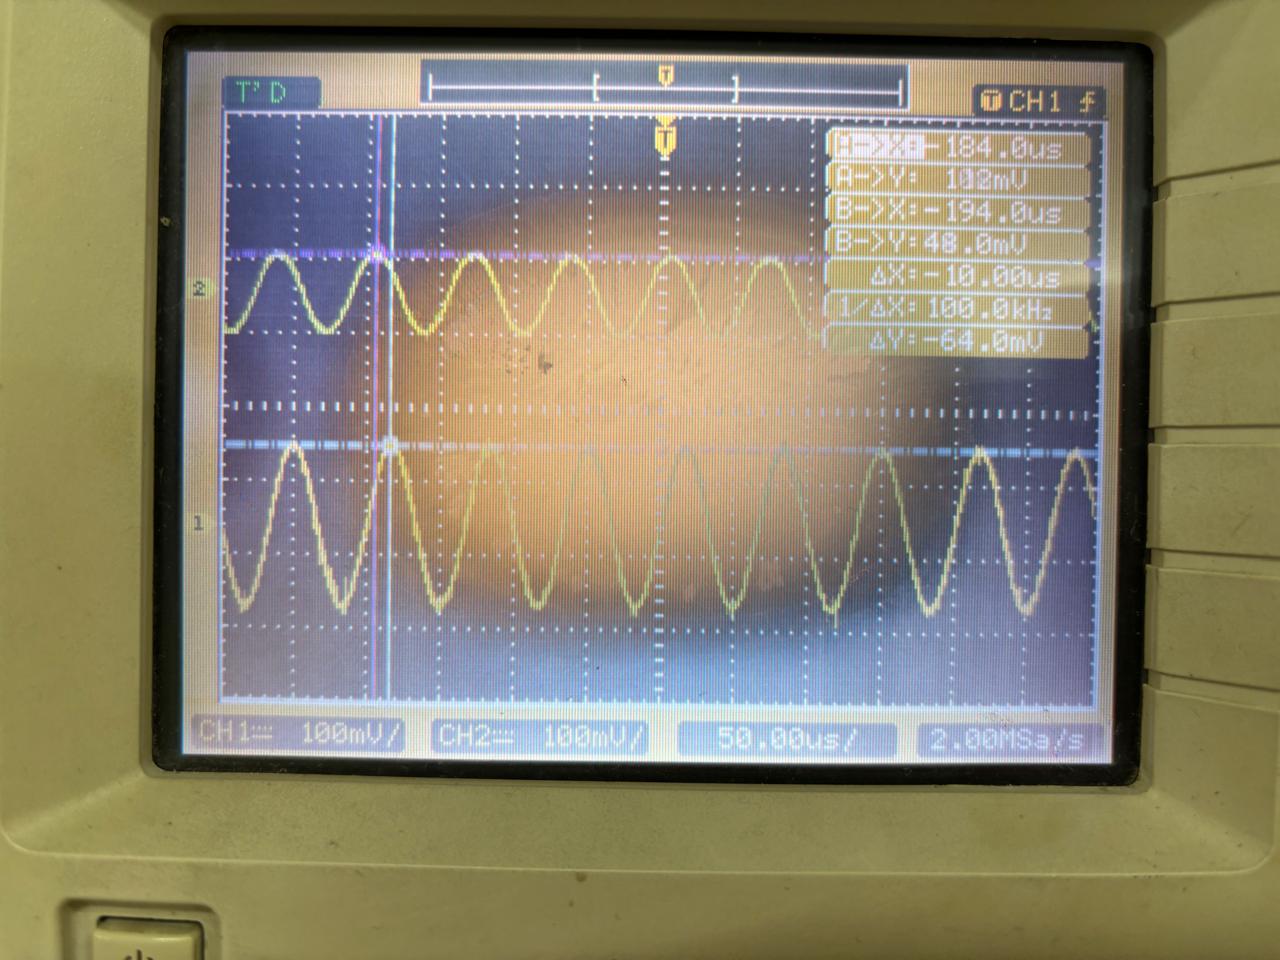 T'D
T
T CH1
T
A->X:-184.0us
A->Y: 102mV
B->X:-194.0us
B->Y:48.0mV
ΔX:-10.00us
1/ΔX:100.0kHz
ΔY:-64.0mV
2
1
CH1 100mV/ CH2 100mV/ 50.00us/ 2.00MSa/s